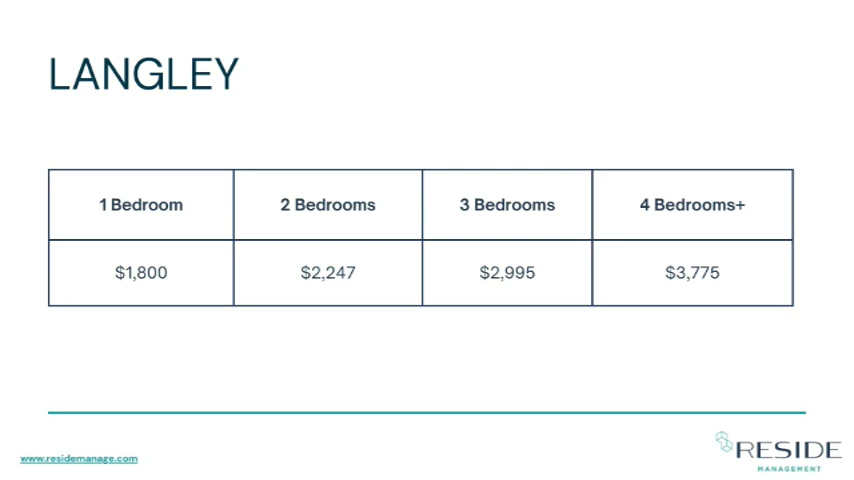 LANGLEY
1 Bedroom 2 Bedrooms 3 Bedrooms 4 Bedrooms+
$1,800 $2,247 $2,995 $3,775
www.residemanage.com
RESIDE
MANAGEMENT